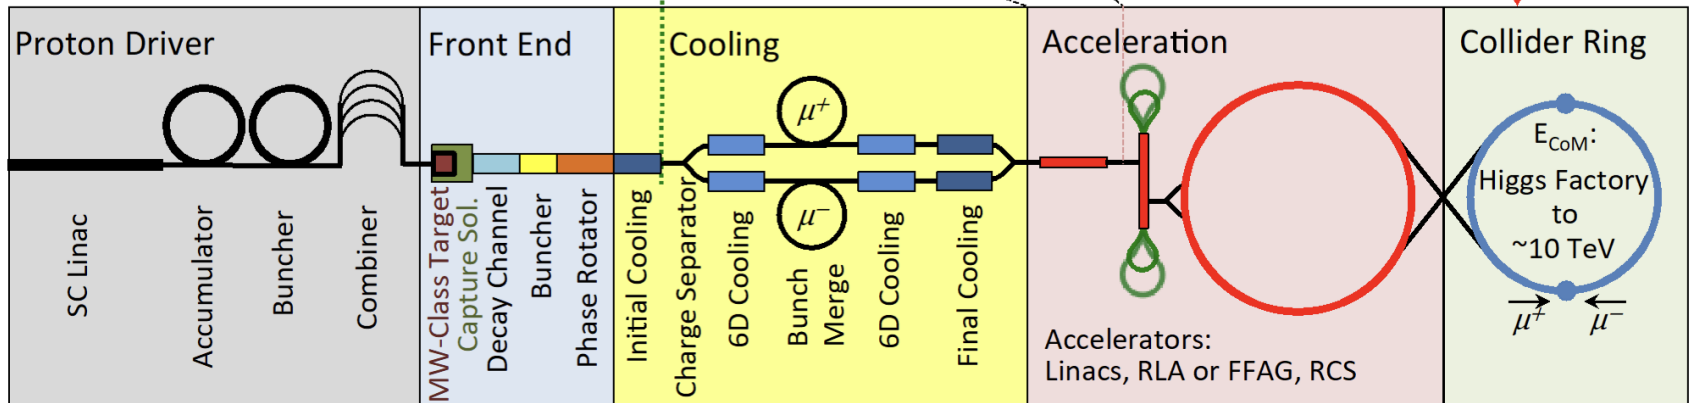 Proton Driver
Front End
Cooling
Acceleration
Collider Ring
SC Linac
Accumulator
Buncher
Combiner
MW-Class Target
Capture Sol.
Decay Channel
Buncher
Phase Rotator
Initial Cooling
Charge Separator
6D Cooling
μ+
μ−
Bunch
Merge
6D Cooling
Final Cooling
Accelerators:
Linacs, RLA or FFAG, RCS
E_CoM:
Higgs Factory
to
~10 TeV
μ+ μ−